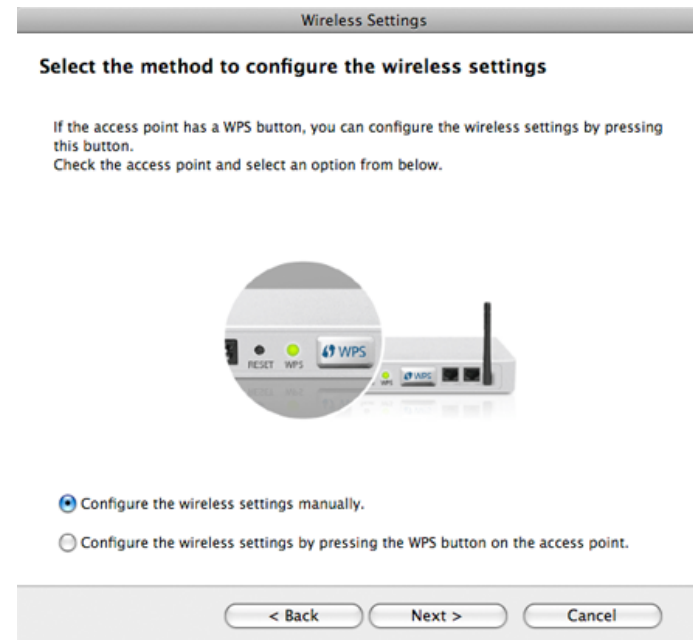 Wireless Settings
Select the method to configure the wireless settings
If the access point has a WPS button, you can configure the wireless settings by pressing
this button.
Check the access point and select an option from below.
WPS
RESET WPS
WPS
WPS
Configure the wireless settings manually.
Configure the wireless settings by pressing the WPS button on the access point.
< Back Next > Cancel